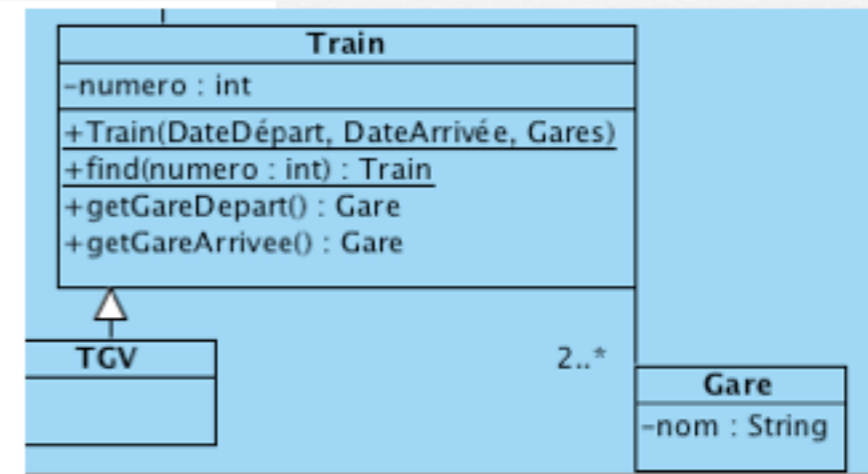 Train
-numero : int
+Train(DateDépart, DateArrivée, Gares)
+find(numero : int) : Train
+getGareDepart() : Gare
+getGareArrivee() : Gare
TGV
2..*
Gare
-nom : String